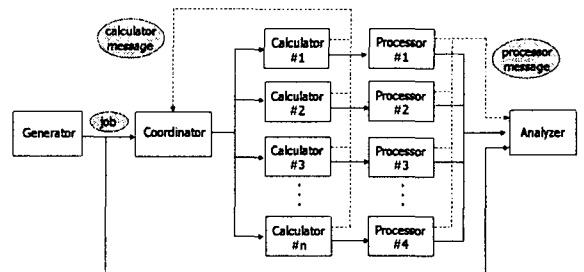 calculator
message
Calculator
#1
Processor
#1
processor
message
Calculator
#2
Processor
#2
Generator
job
Coordinator
Analyzer
Calculator
#3
Processor
#3
Calculator
#n
Processor
#4